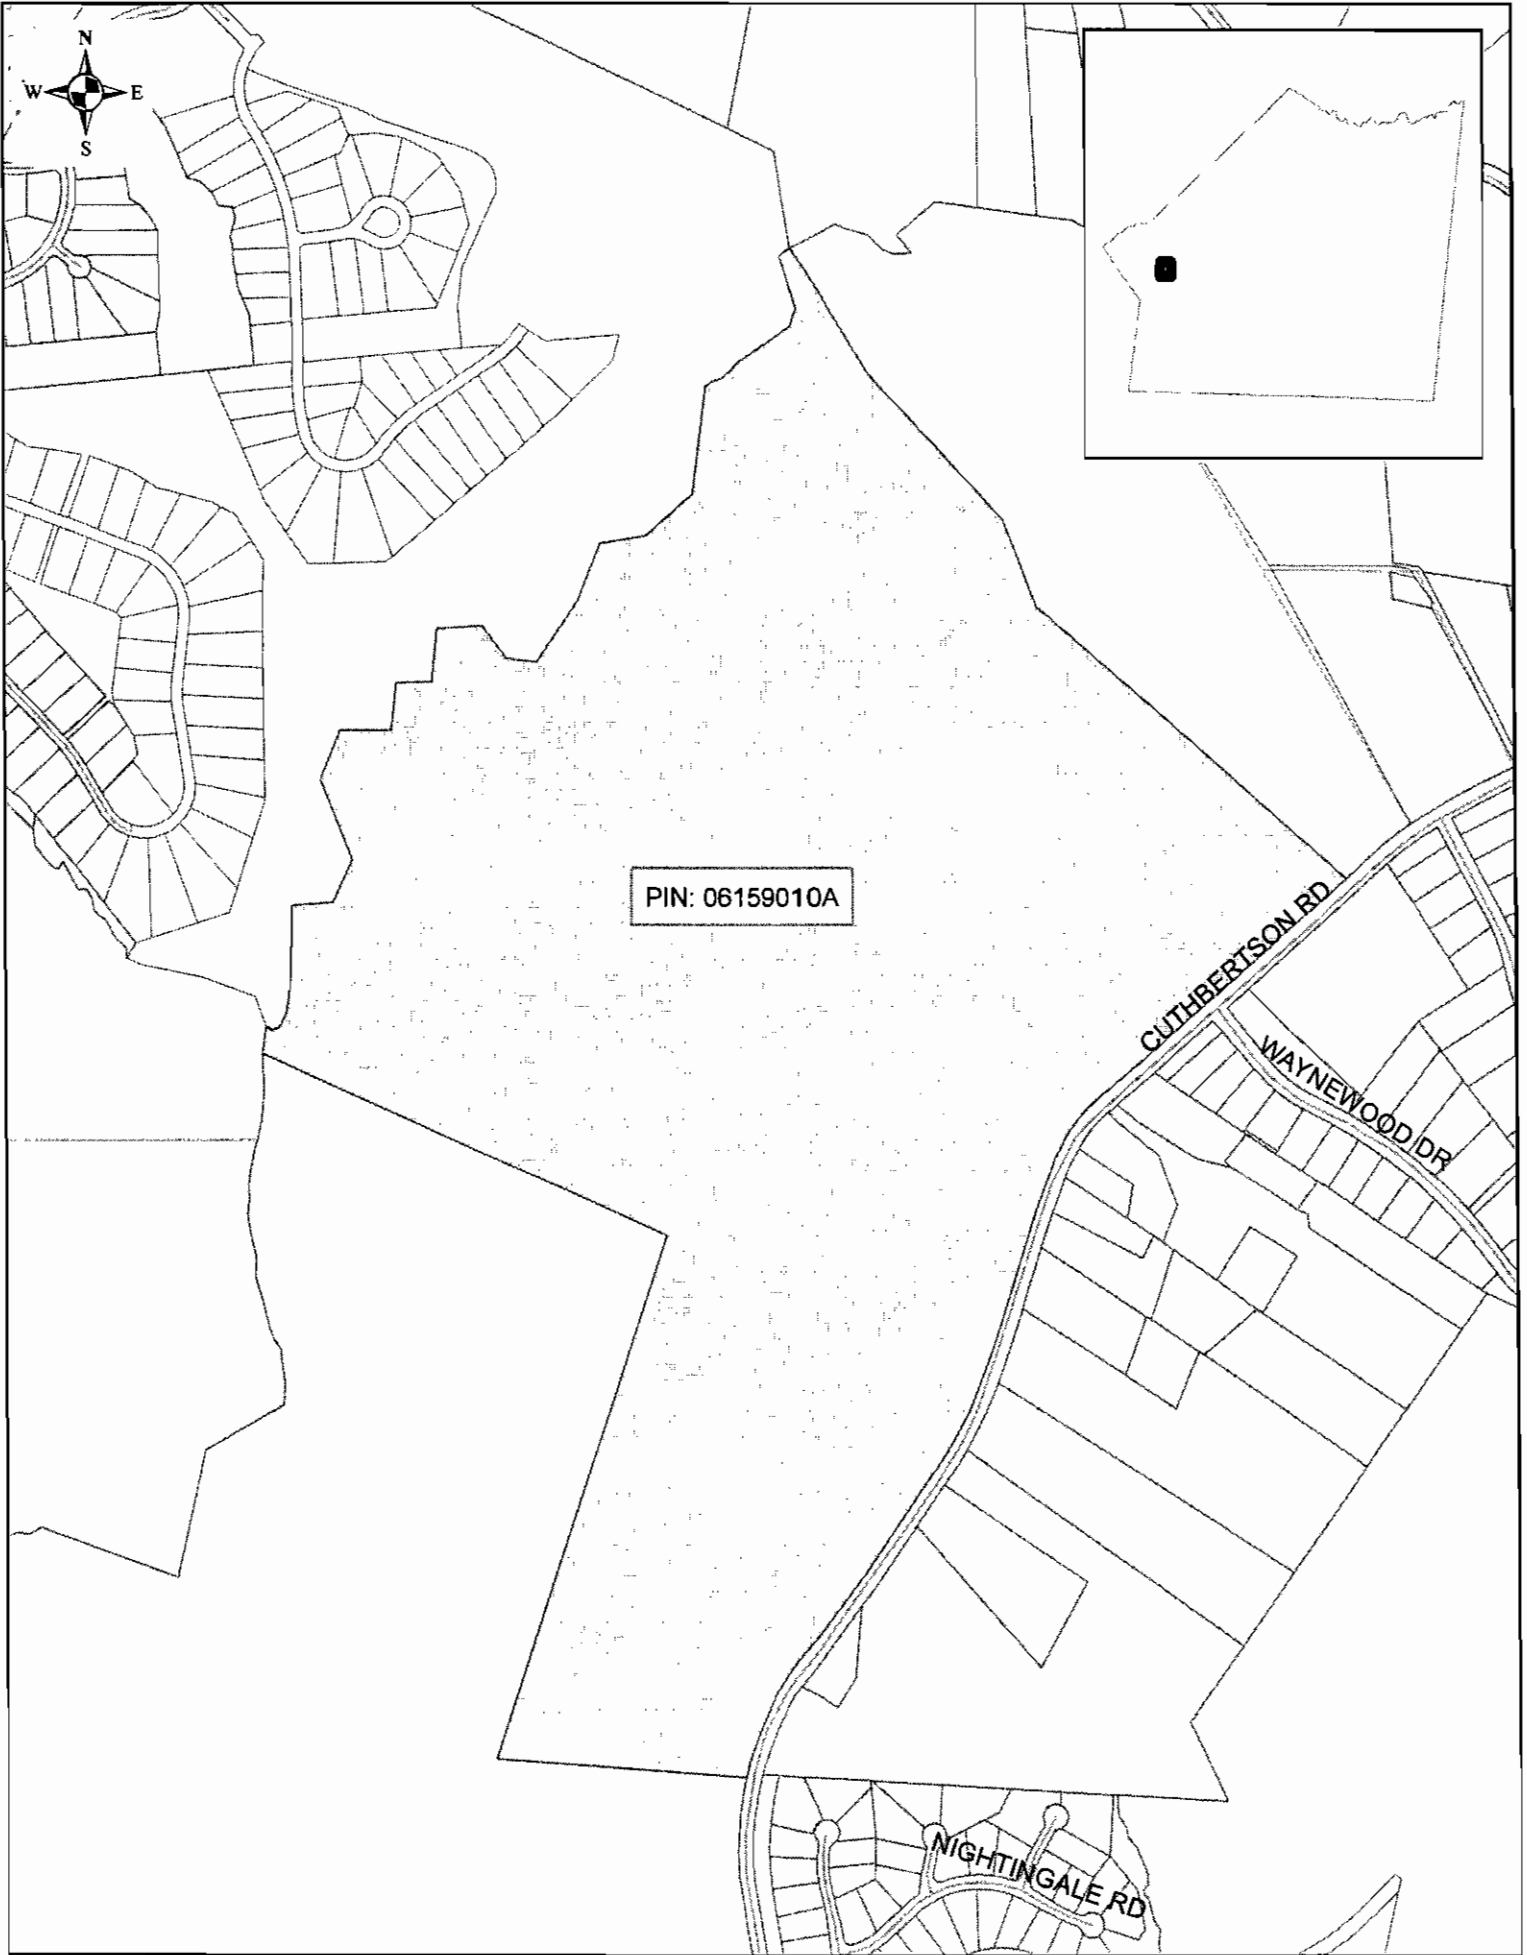 N
W E
S
PIN: 06159010A
CUTHBERTSON RD
WAYNEWOOD DR
NIGHTINGALE RD